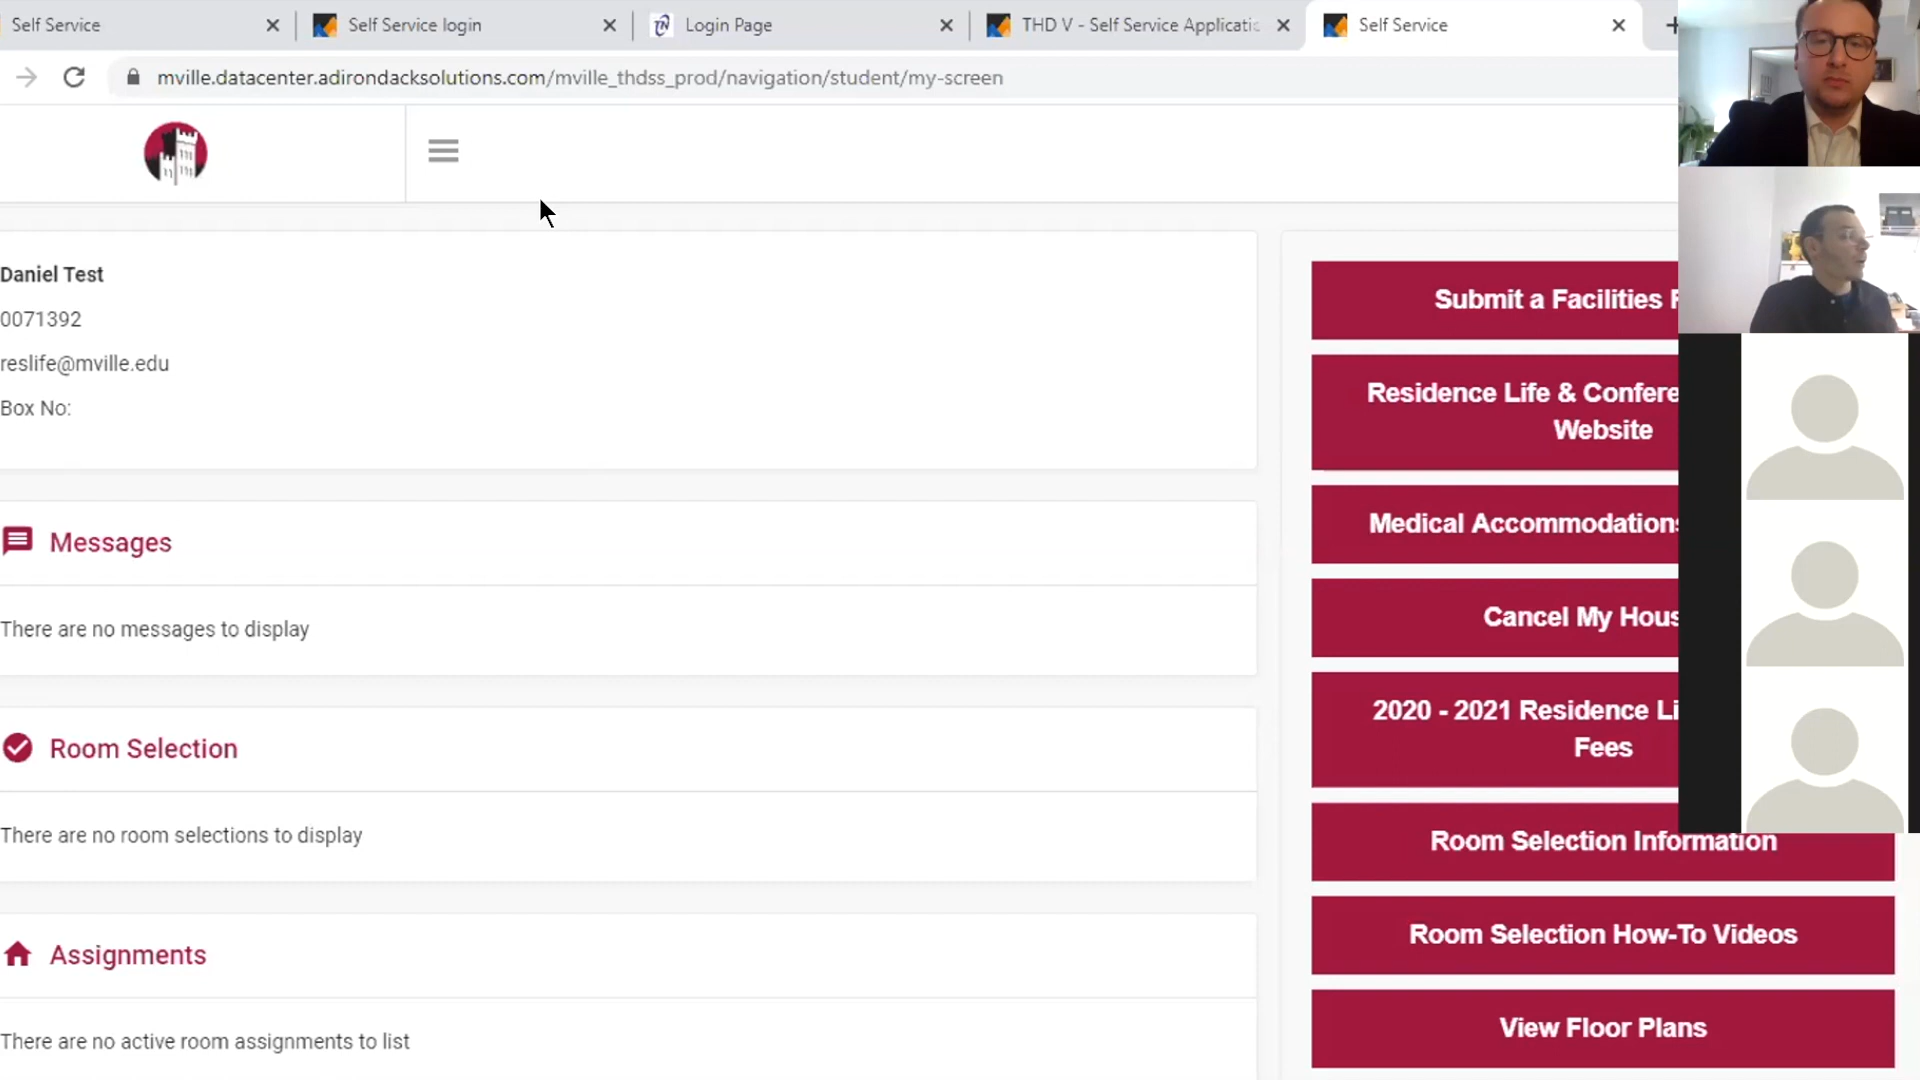 Self Service
Self Service login
Login Page
THD V - Self Service Applicatic
Self Service
mville.datacenter.adirondacksolutions.com/mville_thdss_prod/navigation/student/my-screen
Daniel Test
0071392
reslife@mville.edu
Box No:
Messages
There are no messages to display
Room Selection
There are no room selections to display
Assignments
There are no active room assignments to list
Submit a Facilities
Residence Life & Confere
Website
Medical Accommodations
Cancel My Hous
2020 - 2021 Residence Li
Fees
Room Selection Information
Room Selection How-To Videos
View Floor Plans